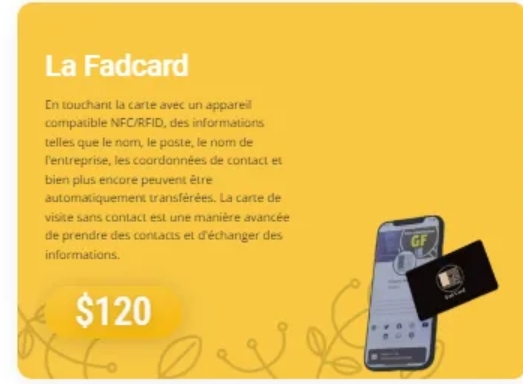 La Fadcard
En touchant la carte avec un appareil
compatible NFC/RFID, des informations
telles que le nom, le poste, le nom de
l'entreprise, les coordonnées de contact et
bien plus encore peuvent être
automatiquement transférées. La carte de
visite sans contact est une manière avancée
de prendre des contacts et d'échanger des
informations.
$120
GF